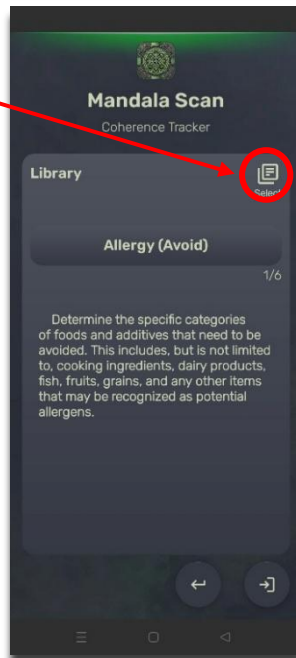 Mandala Scan
Coherence Tracker
Library
Select
Allergy (Avoid)
1/6
Determine the specific categories
of foods and additives that need to be
avoided. This includes, but is not limited
to, cooking ingredients, dairy products,
fish, fruits, grains, and any other items
that may be recognized as potential
allergens.